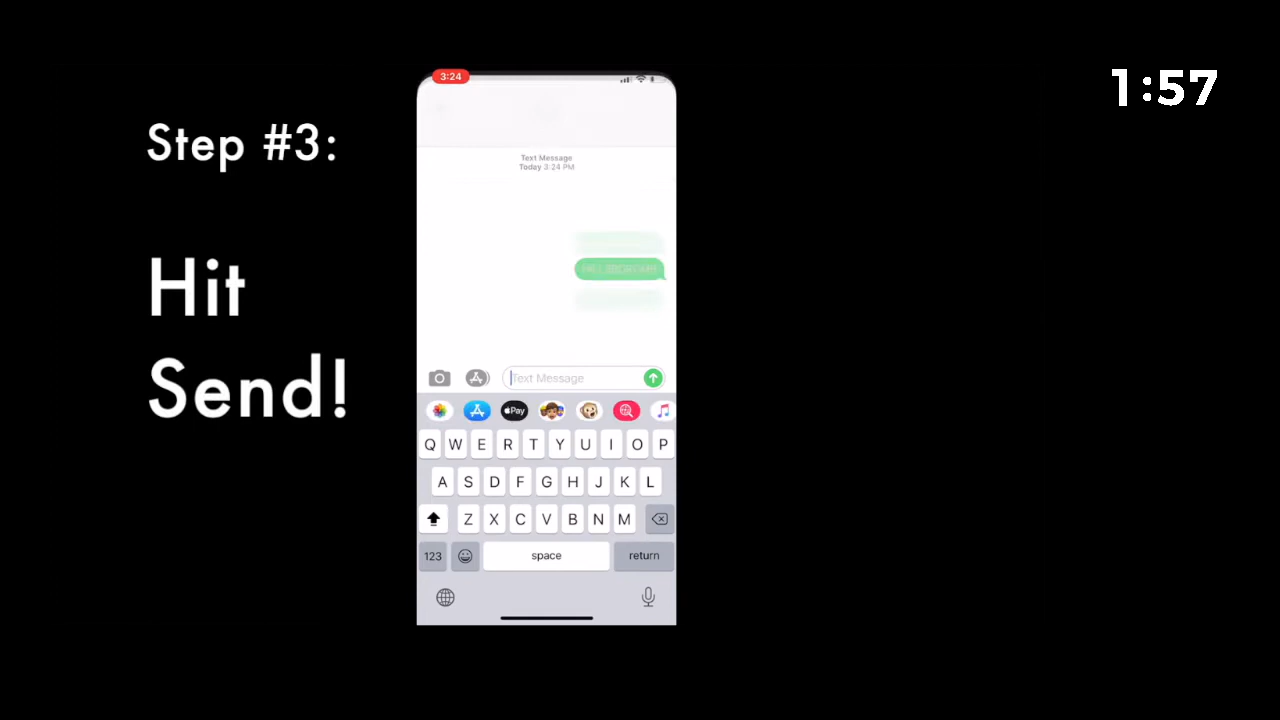 3:24
1:57
Step #3:
Hit
Send!
Text Message
Today 3:24 PM
Text Message
Pay
Q W E R T Y U I O P
A S D F G H J K L
Z X C V B N M
123 space return